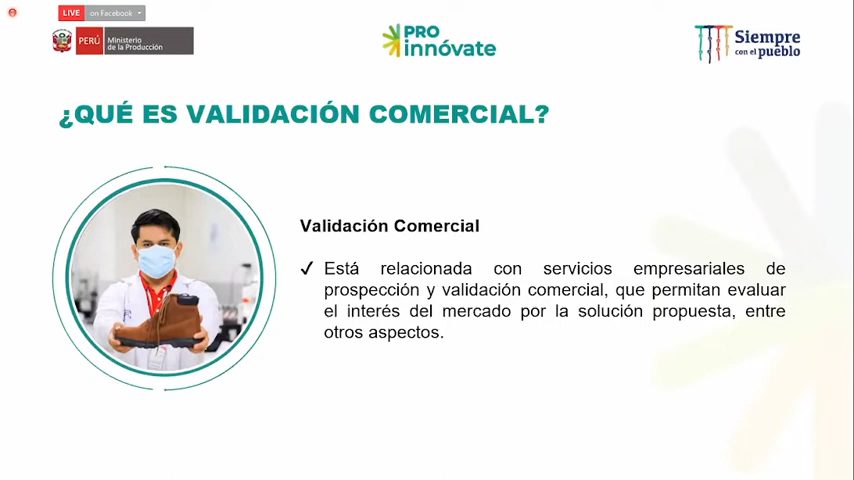 LIVE on Facebook
PERÚ Ministerio
de la Producción
PRO
innóvate
Siempre
con el pueblo
¿QUÉ ES VALIDACIÓN COMERCIAL?
Validación Comercial
✓ Está relacionada con servicios empresariales de
prospección y validación comercial, que permitan evaluar
el interés del mercado por la solución propuesta, entre
otros aspectos.